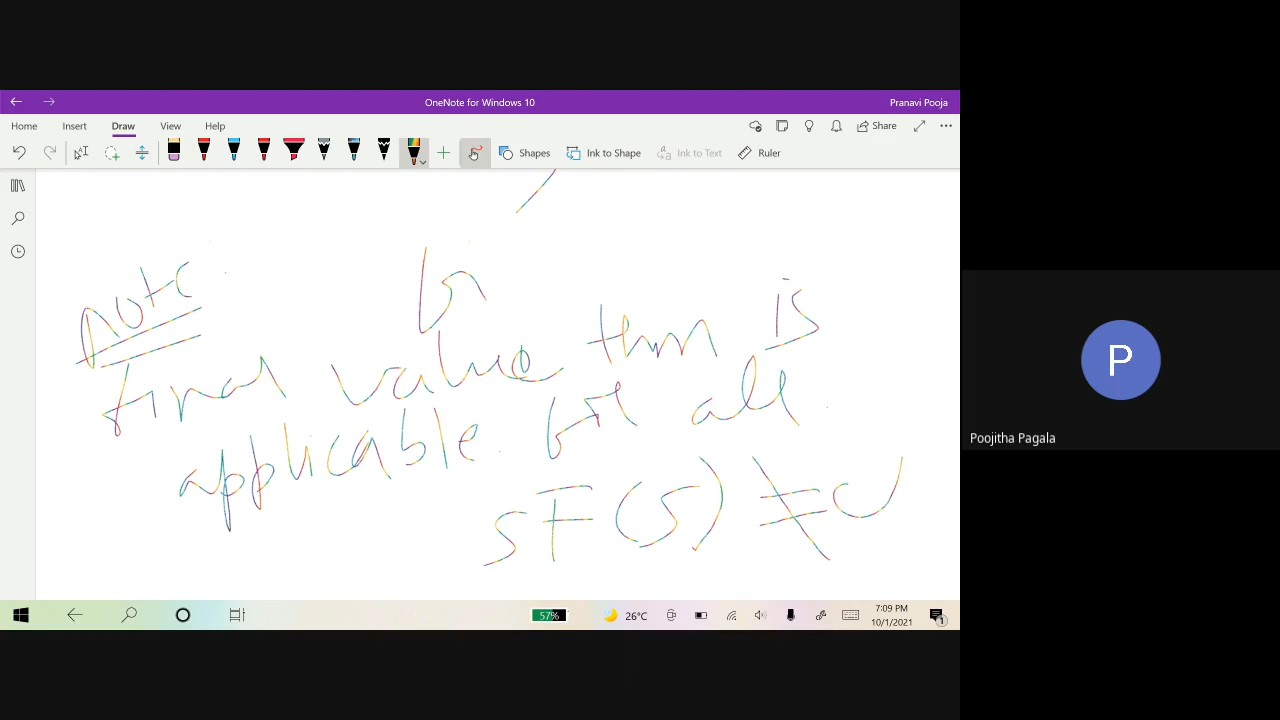 OneNote for Windows 10
Pranavi Pooja
Home Insert Draw View Help
Share
Shapes Ink to Shape Ink to Text Ruler
Note
final value thm is
applicable for all
SF(S) ≠
P
Poojitha Pagala
57%
26°C
7:09 PM
10/1/2021
1